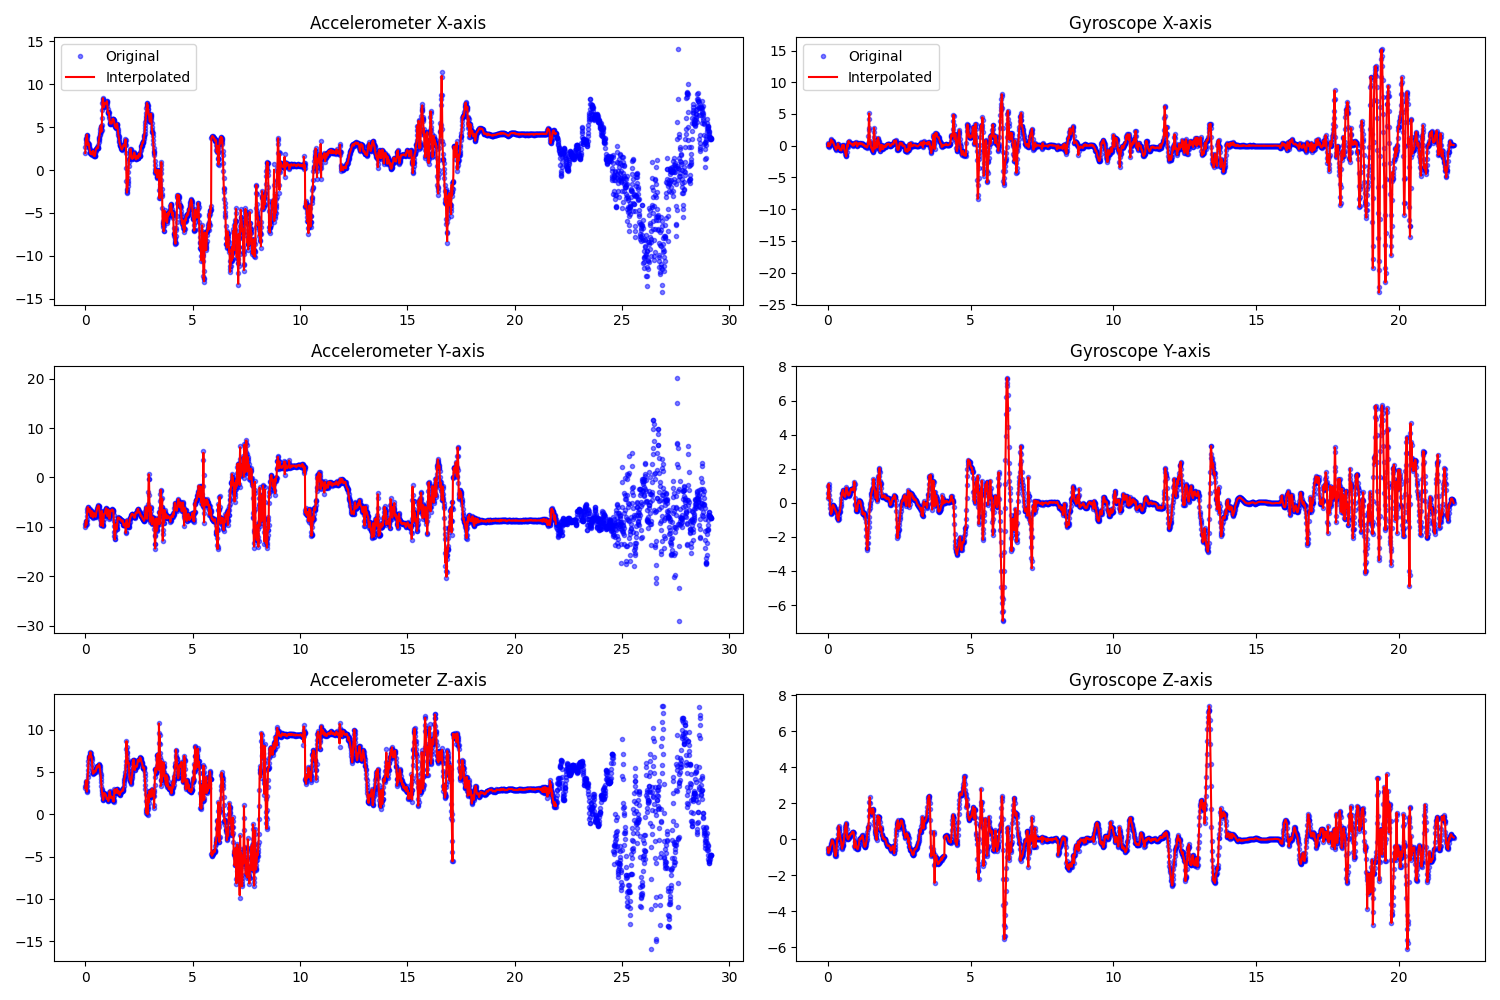 Accelerometer X-axis
Original
Interpolated
15
10
5
0
−5
−10
−15
0 5 10 15 20 25 30
Gyroscope X-axis
Original
Interpolated
15
10
5
0
−5
−10
−15
−20
−25
0 5 10 15 20
Accelerometer Y-axis
20
10
0
−10
−20
−30
0 5 10 15 20 25 30
Gyroscope Y-axis
8
6
4
2
0
−2
−4
−6
0 5 10 15 20
Accelerometer Z-axis
10
5
0
−5
−10
−15
0 5 10 15 20 25 30
Gyroscope Z-axis
8
6
4
2
0
−2
−4
−6
0 5 10 15 20